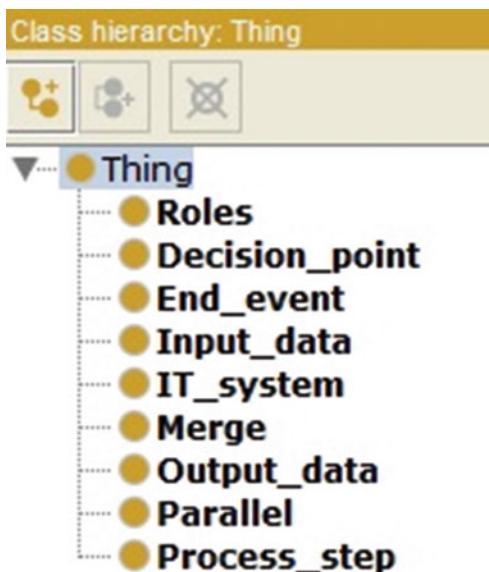 Class hierarchy: Thing
Thing
Roles
Decision_point
End_event
Input_data
IT_system
Merge
Output_data
Parallel
Process_step